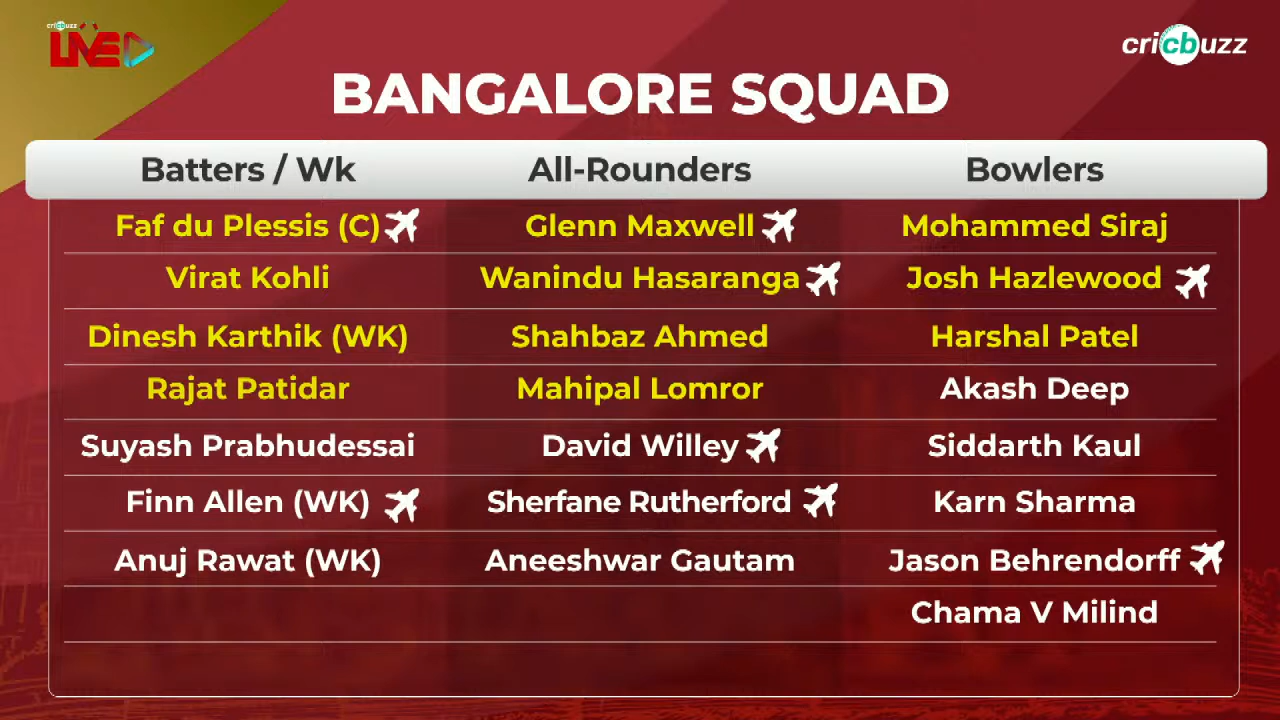 cricbuzz
LIVE
cricbuzz
BANGALORE SQUAD
Batters / Wk All-Rounders Bowlers
Faf du Plessis (C) Glenn Maxwell Mohammed Siraj
Virat Kohli Wanindu Hasaranga Josh Hazlewood
Dinesh Karthik (WK) Shahbaz Ahmed Harshal Patel
Rajat Patidar Mahipal Lomror Akash Deep
Suyash Prabhudessai David Willey Siddarth Kaul
Finn Allen (WK) Sherfane Rutherford Karn Sharma
Anuj Rawat (WK) Aneeshwar Gautam Jason Behrendorff
Chama V Milind